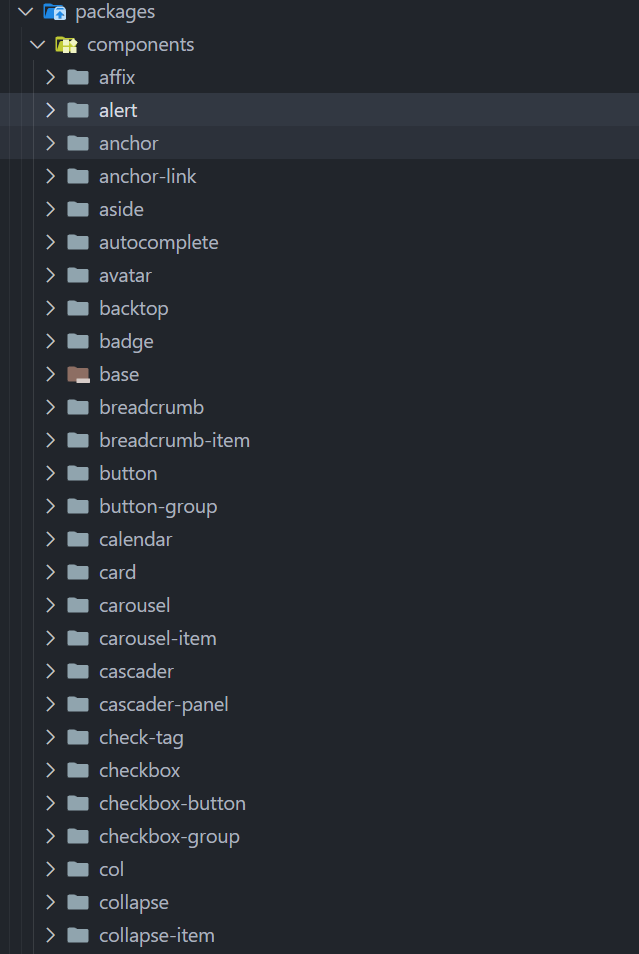 packages
components
affix
alert
anchor
anchor-link
aside
autocomplete
avatar
backtop
badge
base
breadcrumb
breadcrumb-item
button
button-group
calendar
card
carousel
carousel-item
cascader
cascader-panel
check-tag
checkbox
checkbox-button
checkbox-group
col
collapse
collapse-item